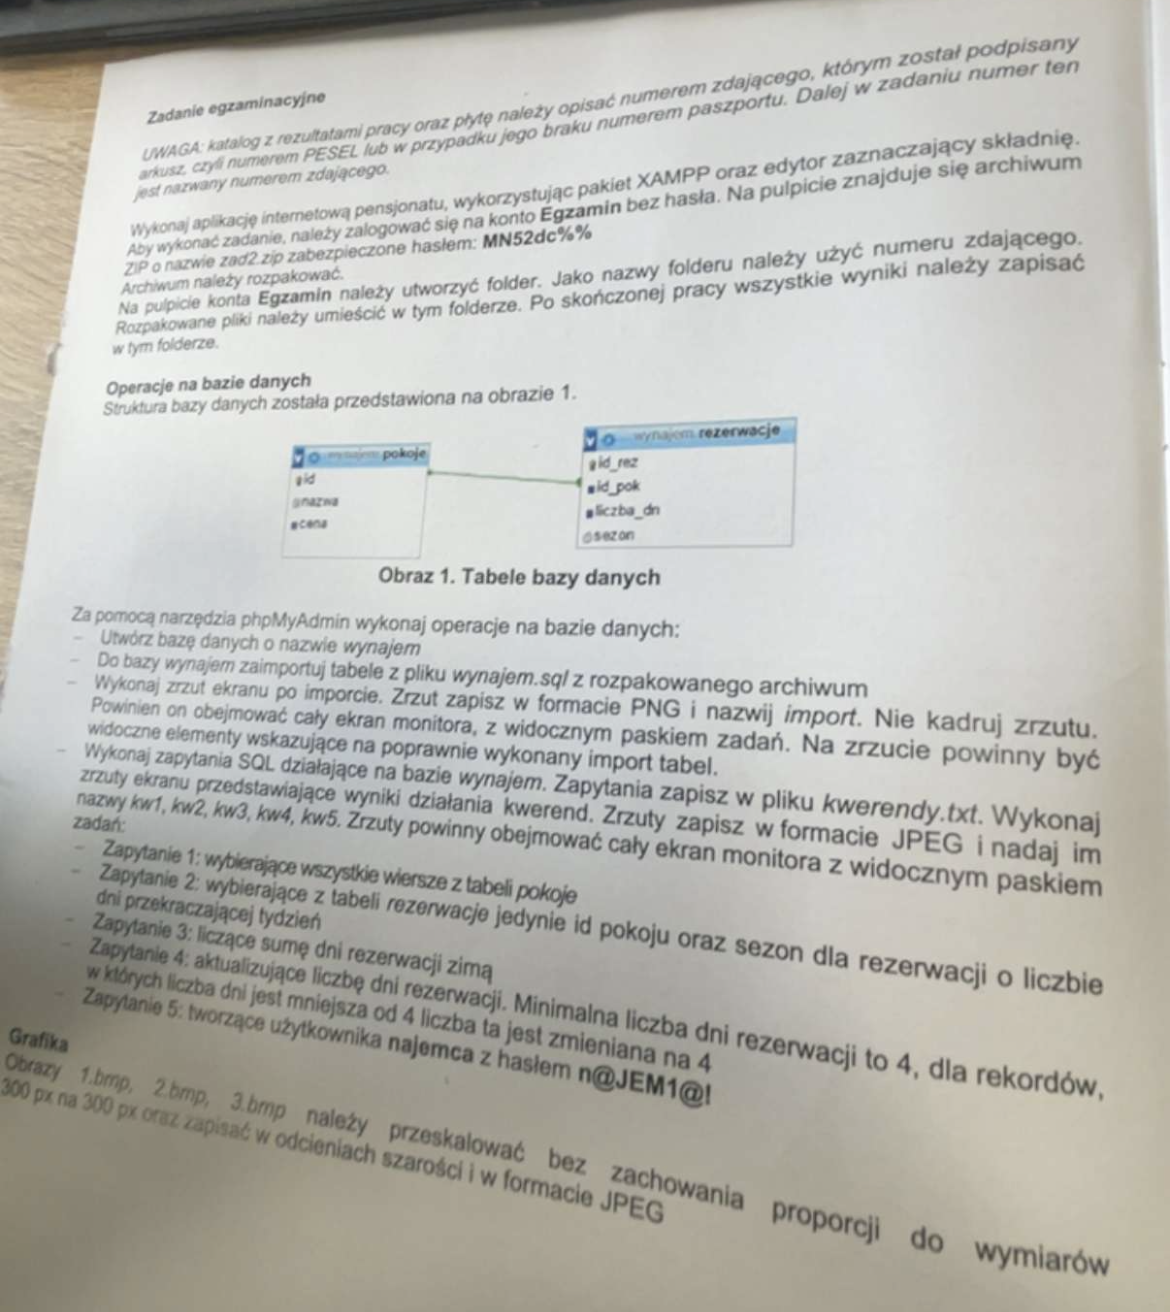 Zadanie egzaminacyjne
UWAGA: katalog z rezultatami pracy oraz płytę należy opisać numerem zdającego, którym został podpisany
arkusz, czyli numerem PESEL lub w przypadku jego braku numerem paszportu. Dalej w zadaniu numer ten
jest nazwany numerem zdającego.
Wykonaj aplikację internetową pensjonatu, wykorzystując pakiet XAMPP oraz edytor zaznaczający składnię.
Aby wykonać zadanie, należy zalogować się na konto Egzamin bez hasła. Na pulpicie znajduje się archiwum
ZIP o nazwie zad2.zip zabezpieczone hasłem: MN52dc%%
Archiwum należy rozpakować.
Na pulpicie konta Egzamin należy utworzyć folder. Jako nazwy folderu należy użyć numeru zdającego.
Rozpakowane pliki należy umieścić w tym folderze. Po skończonej pracy wszystkie wyniki należy zapisać
w tym folderze.
Operacje na bazie danych
Struktura bazy danych została przedstawiona na obrazie 1.
wynajem pokoje
id
nazwa
cena
wynajem rezerwacje
id_rez
id_pok
liczba_dn
sezon
Obraz 1. Tabele bazy danych
Za pomocą narzędzia phpMyAdmin wykonaj operacje na bazie danych:
− Utwórz bazę danych o nazwie wynajem
− Do bazy wynajem zaimportuj tabele z pliku wynajem.sql z rozpakowanego archiwum
− Wykonaj zrzut ekranu po imporcie. Zrzut zapisz w formacie PNG i nazwij import. Nie kadruj zrzutu.
Powinien on obejmować cały ekran monitora, z widocznym paskiem zadań. Na zrzucie powinny być
widoczne elementy wskazujące na poprawnie wykonany import tabel.
− Wykonaj zapytania SQL działające na bazie wynajem. Zapytania zapisz w pliku kwerendy.txt. Wykonaj
zrzuty ekranu przedstawiające wyniki działania kwerend. Zrzuty zapisz w formacie JPEG i nadaj im
nazwy kw1, kw2, kw3, kw4, kw5. Zrzuty powinny obejmować cały ekran monitora z widocznym paskiem
zadań:
− Zapytanie 1: wybierające wszystkie wiersze z tabeli pokoje
− Zapytanie 2: wybierające z tabeli rezerwacje jedynie id pokoju oraz sezon dla rezerwacji o liczbie
dni przekraczającej tydzień
− Zapytanie 3: liczące sumę dni rezerwacji zimą
− Zapytanie 4: aktualizujące liczbę dni rezerwacji. Minimalna liczba dni rezerwacji to 4, dla rekordów,
w których liczba dni jest mniejsza od 4 liczba ta jest zmieniana na 4
− Zapytanie 5: tworzące użytkownika najemca z hasłem n@JEM1@!
Grafika
Obrazy 1.bmp, 2.bmp, 3.bmp należy przeskalować bez zachowania proporcji do wymiarów
300 px na 300 px oraz zapisać w odcieniach szarości i w formacie JPEG